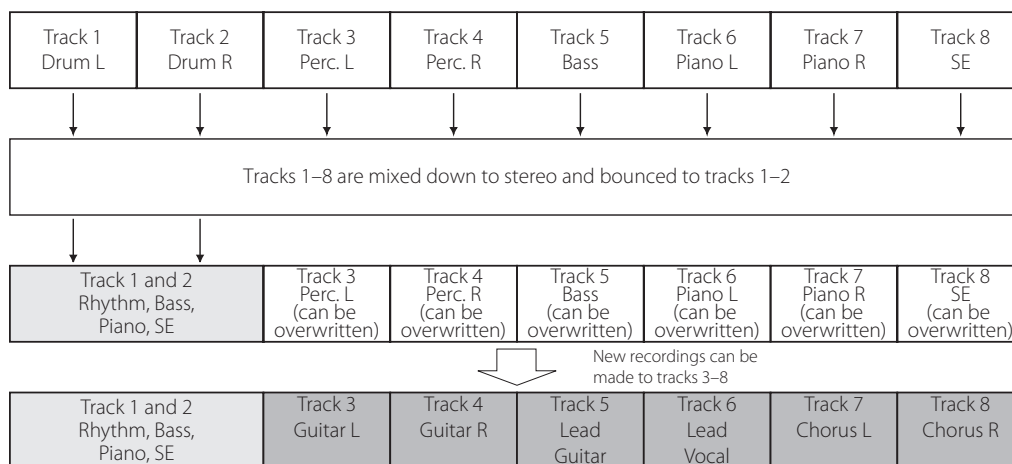 Track 1
Drum L
Track 2
Drum R
Track 3
Perc. L
Track 4
Perc. R
Track 5
Bass
Track 6
Piano L
Track 7
Piano R
Track 8
SE
Tracks 1–8 are mixed down to stereo and bounced to tracks 1–2
Track 1 and 2
Rhythm, Bass,
Piano, SE
Track 3
Perc. L
(can be
overwritten)
Track 4
Perc. R
(can be
overwritten)
Track 5
Bass
(can be
overwritten)
Track 6
Piano L
(can be
overwritten)
Track 7
Piano R
(can be
overwritten)
Track 8
SE
(can be
overwritten)
New recordings can be
made to tracks 3–8
Track 1 and 2
Rhythm, Bass,
Piano, SE
Track 3
Guitar L
Track 4
Guitar R
Track 5
Lead
Guitar
Track 6
Lead
Vocal
Track 7
Chorus L
Track 8
Chorus R